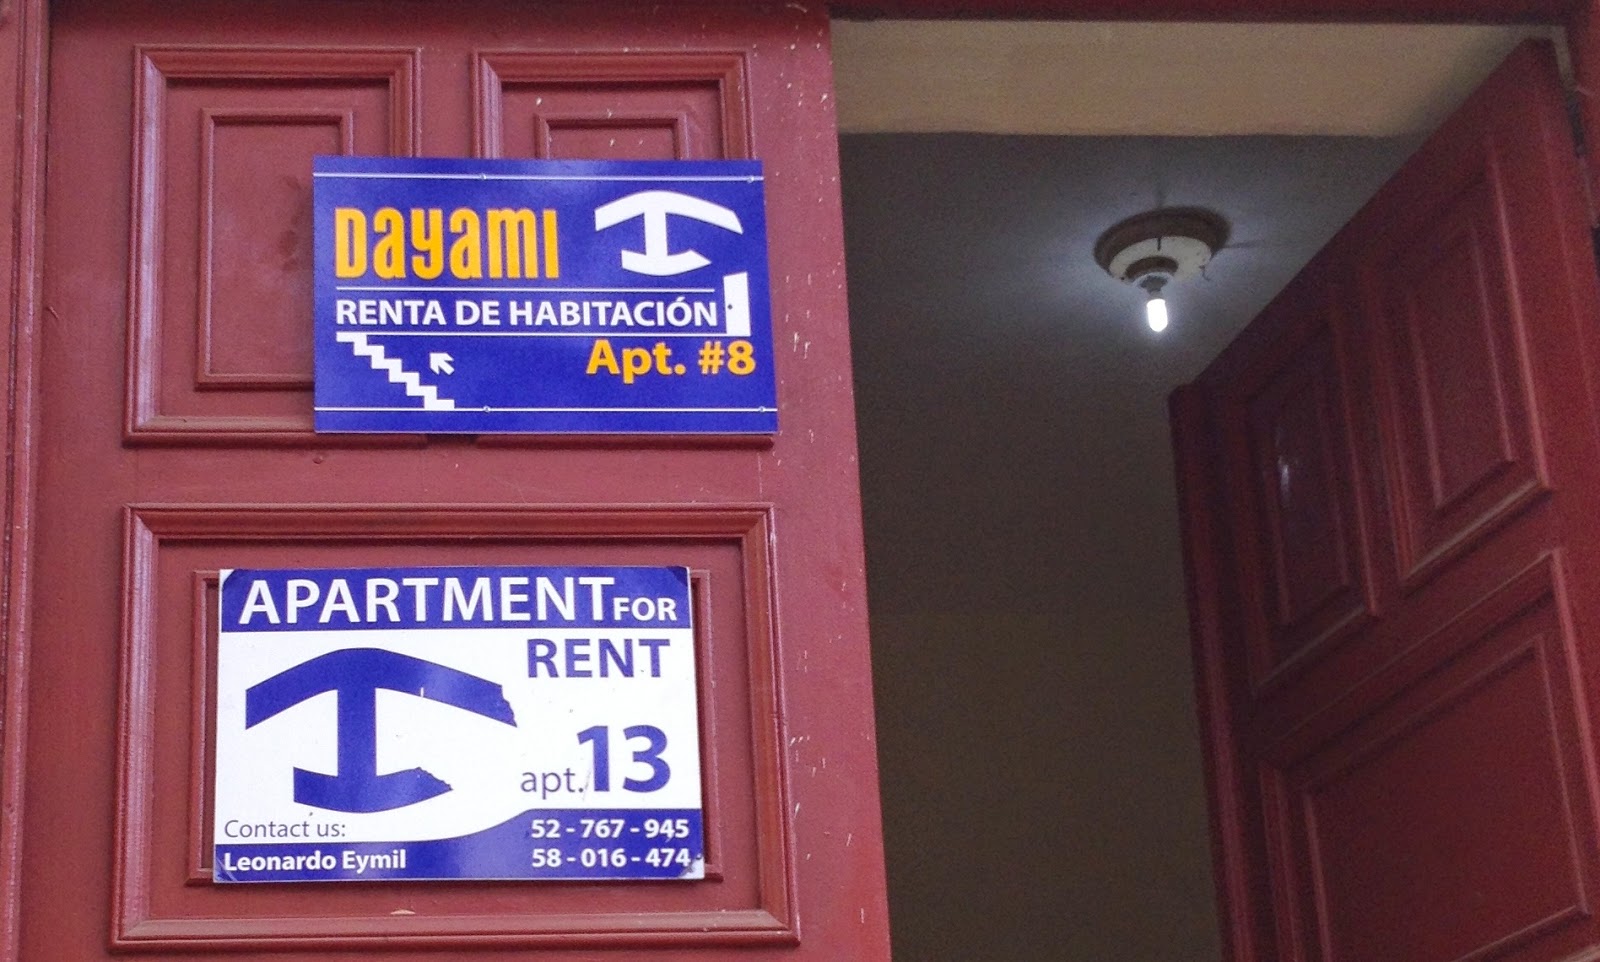 Dayami
RENTA DE HABITACIÓN
Apt. #8
APARTMENT FOR
RENT
apt. 13
Contact us:
Leonardo Eymil
52 - 767 - 945
58 - 016 - 474